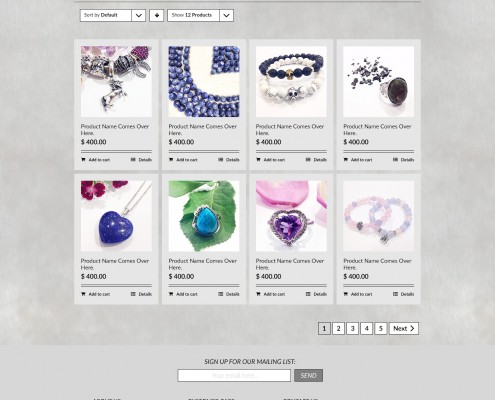 Sort by Default
Show 12 Products
Product Name Comes Over Here.
$ 400.00
Add to cart Details
Product Name Comes Over Here.
$ 400.00
Add to cart Details
Product Name Comes Over Here.
$ 400.00
Add to cart Details
Product Name Comes Over Here.
$ 400.00
Add to cart Details
Product Name Comes Over Here.
$ 400.00
Add to cart Details
Product Name Comes Over Here.
$ 400.00
Add to cart Details
Product Name Comes Over Here.
$ 400.00
Add to cart Details
Product Name Comes Over Here.
$ 400.00
Add to cart Details
1 2 3 4 5 Next
SIGN UP FOR OUR MAILING LIST:
Your email here...
SEND